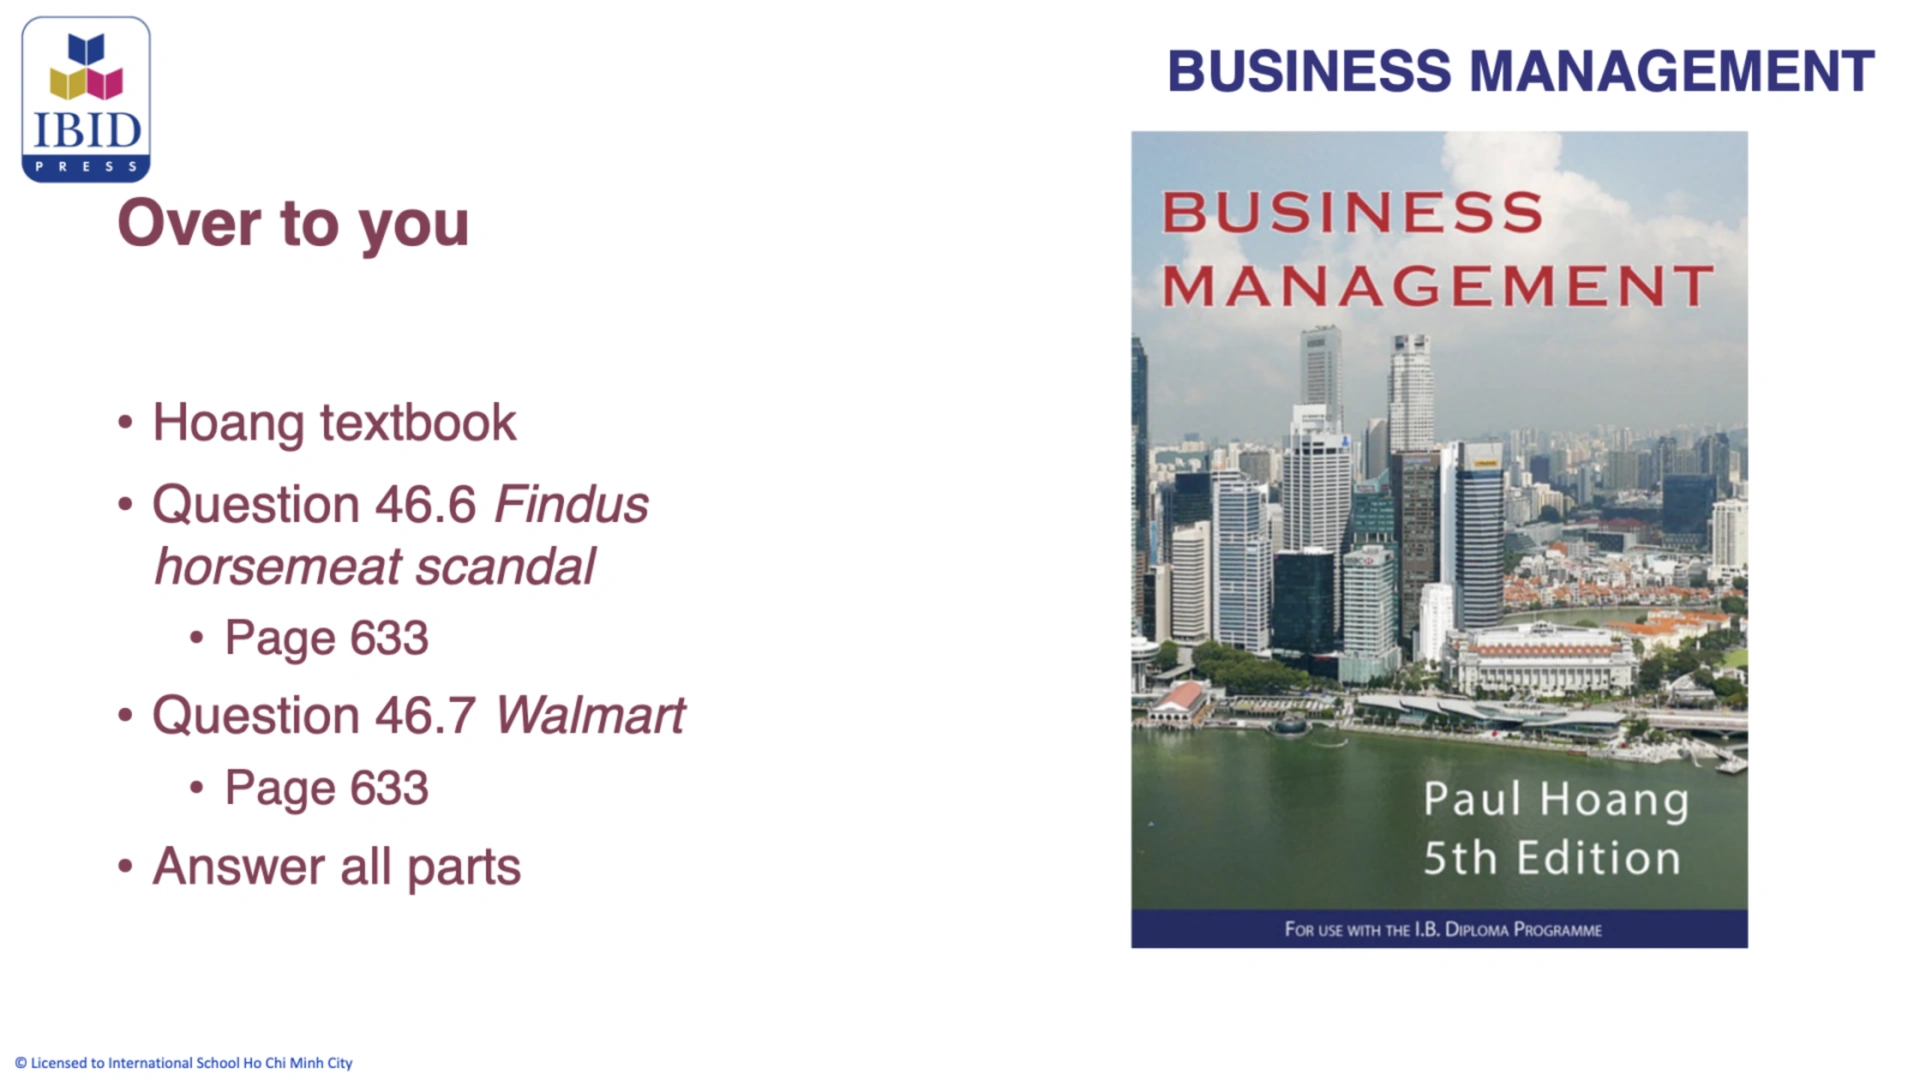 IBID
PRESS
BUSINESS MANAGEMENT
Over to you
• Hoang textbook
• Question 46.6 Findus
horsemeat scandal
• Page 633
• Question 46.7 Walmart
• Page 633
• Answer all parts
BUSINESS
MANAGEMENT
Paul Hoang
5th Edition
FOR USE WITH THE I.B. DIPLOMA PROGRAMME
© Licensed to International School Ho Chi Minh City